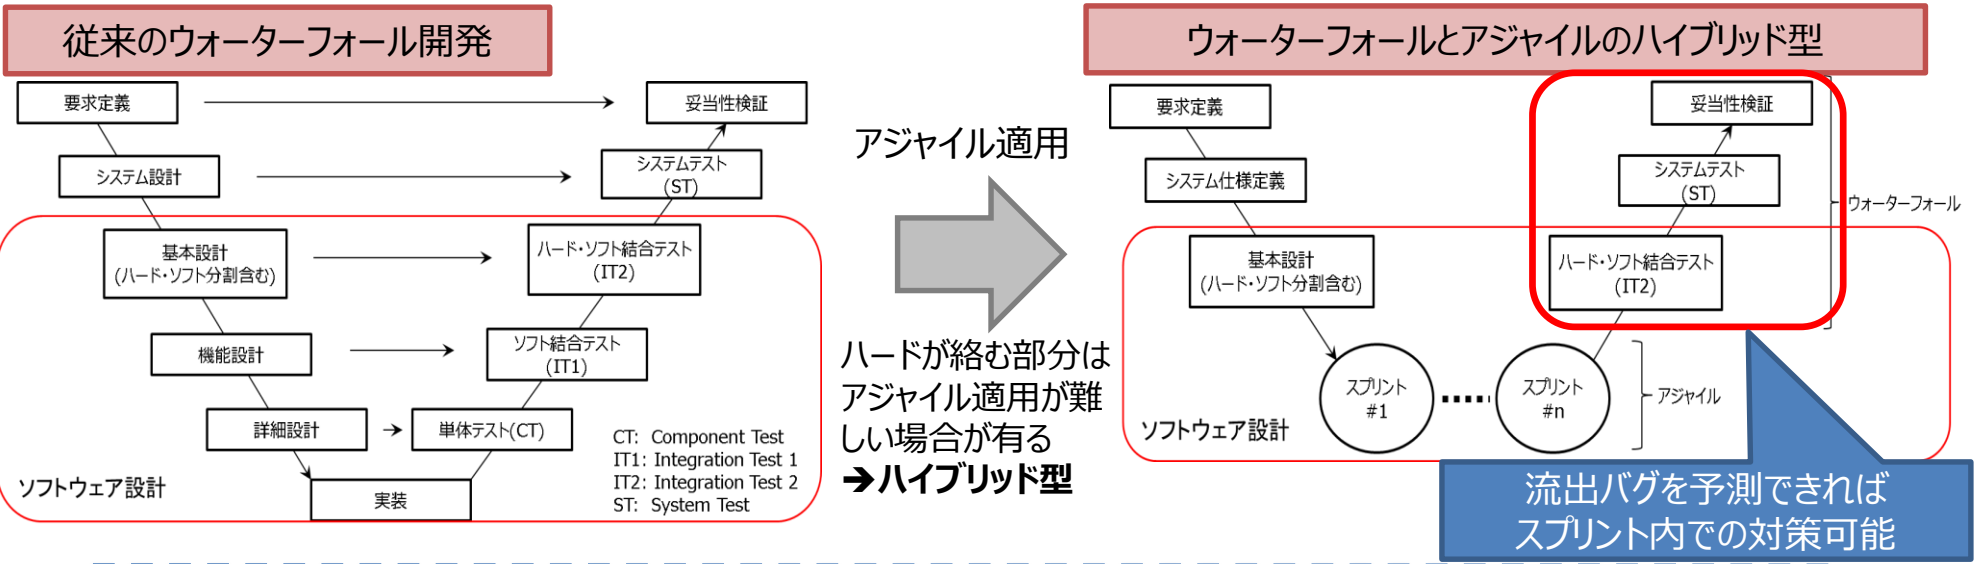 従来のウォーターフォール開発
要求定義
妥当性検証
システム設計
システムテスト
(ST)
基本設計
(ハード・ソフト分割含む)
ハード・ソフト結合テスト
(IT2)
機能設計
ソフト結合テスト
(IT1)
詳細設計
単体テスト(CT)
実装
ソフトウェア設計
CT: Component Test
IT1: Integration Test 1
IT2: Integration Test 2
ST: System Test
アジャイル適用
ハードが絡む部分は
アジャイル適用が難
しい場合が有る
➔ハイブリッド型
ウォーターフォールとアジャイルのハイブリッド型
要求定義
妥当性検証
システム仕様定義
システムテスト
(ST)
ウォーターフォール
基本設計
(ハード・ソフト分割含む)
ハード・ソフト結合テスト
(IT2)
スプリント
#1
スプリント
#n
アジャイル
ソフトウェア設計
流出バグを予測できれば
スプリント内での対策可能